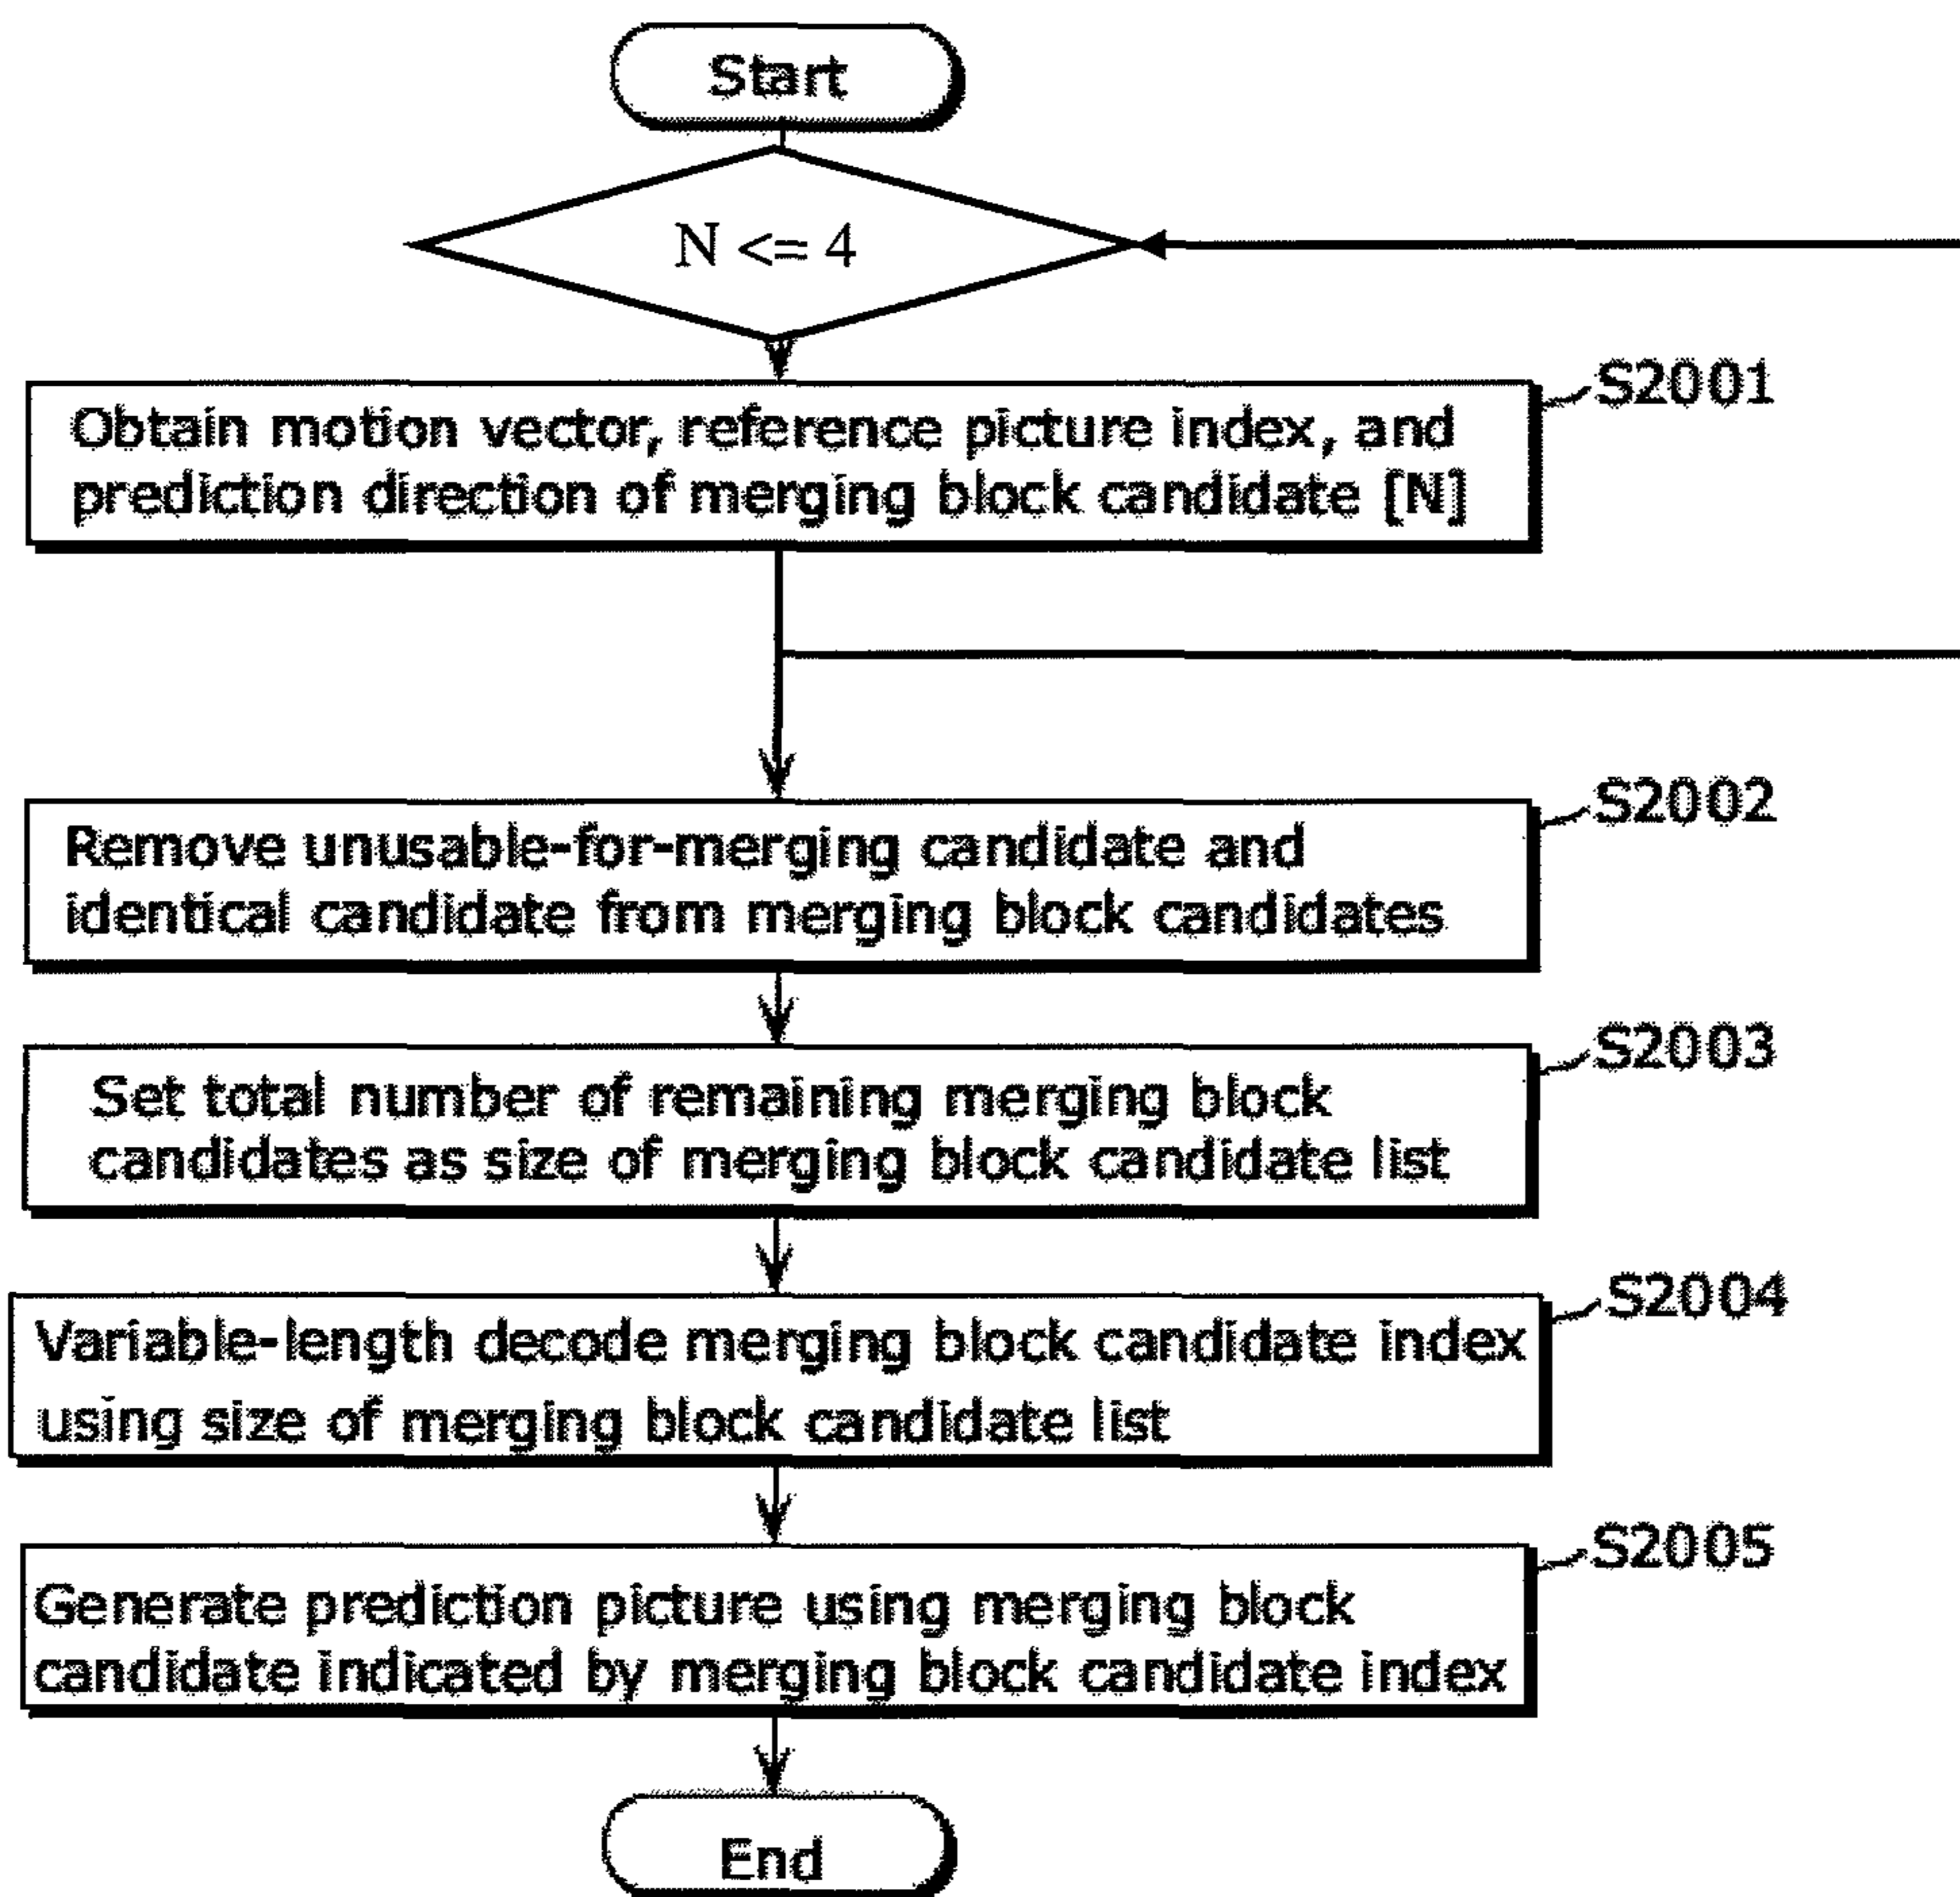 Start
N <= 4
S2001
Obtain motion vector, reference picture index, and
prediction direction of merging block candidate [N]
S2002
Remove unusable-for-merging candidate and
identical candidate from merging block candidates
S2003
Set total number of remaining merging block
candidates as size of merging block candidate list
S2004
Variable-length decode merging block candidate index
using size of merging block candidate list
S2005
Generate prediction picture using merging block
candidate indicated by merging block candidate index
End